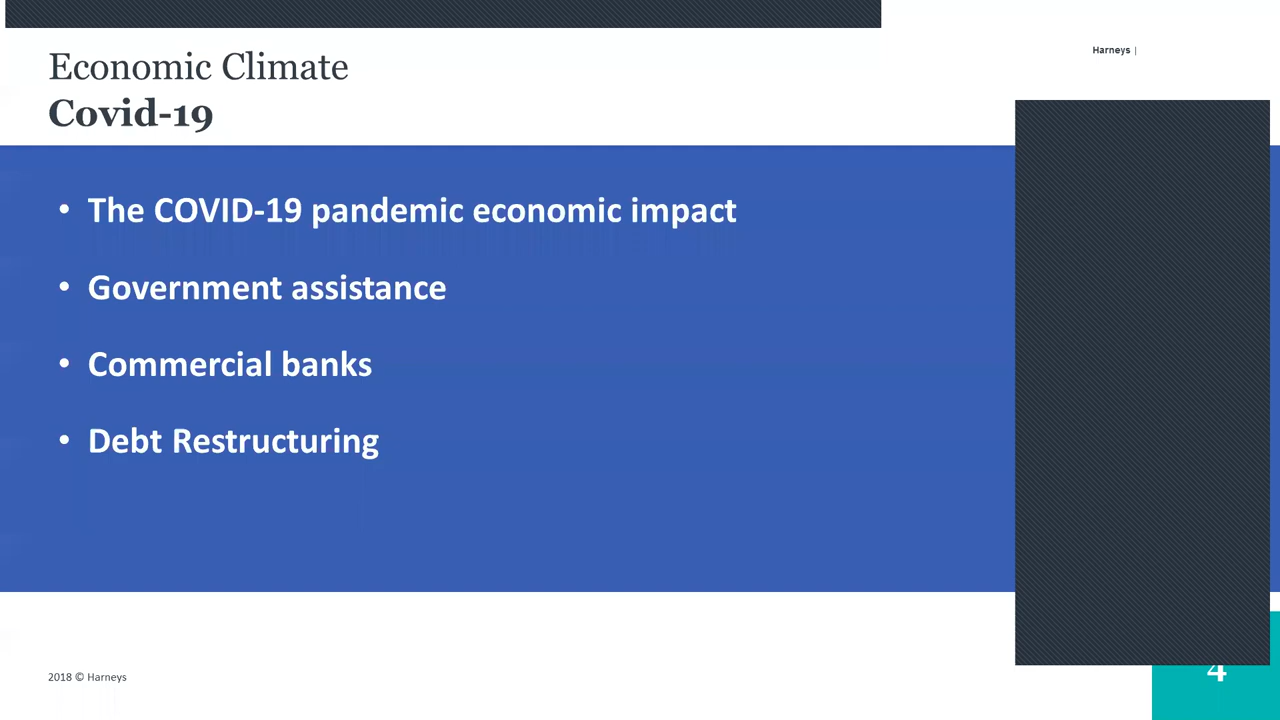 Economic Climate
Harneys |
Covid-19
• The COVID-19 pandemic economic impact
• Government assistance
• Commercial banks
• Debt Restructuring
2018 © Harneys
4